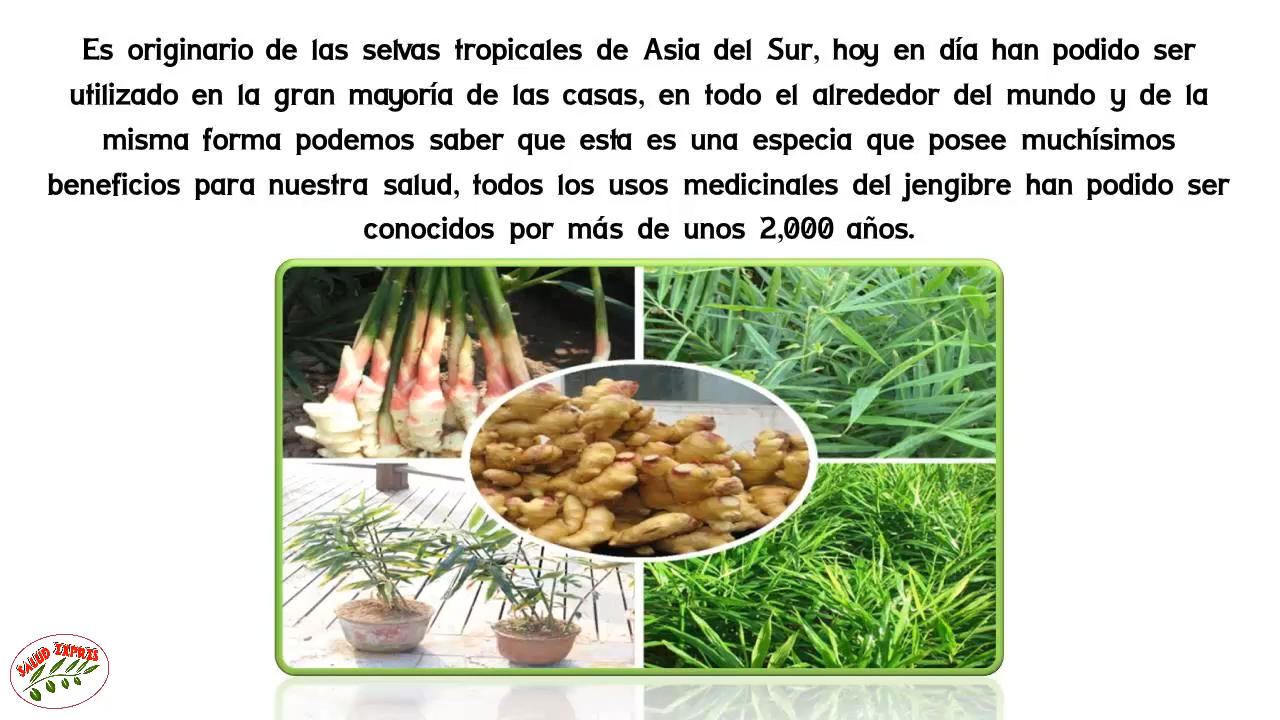 Es originario de las selvas tropicales de Asia del Sur, hoy en día han podido ser
utilizado en la gran mayoría de las casas, en todo el alrededor del mundo y de la
misma forma podemos saber que esta es una especia que posee muchísimos
beneficios para nuestra salud, todos los usos medicinales del jengibre han podido ser
conocidos por más de unos 2,000 años.
SALUD EXPRES